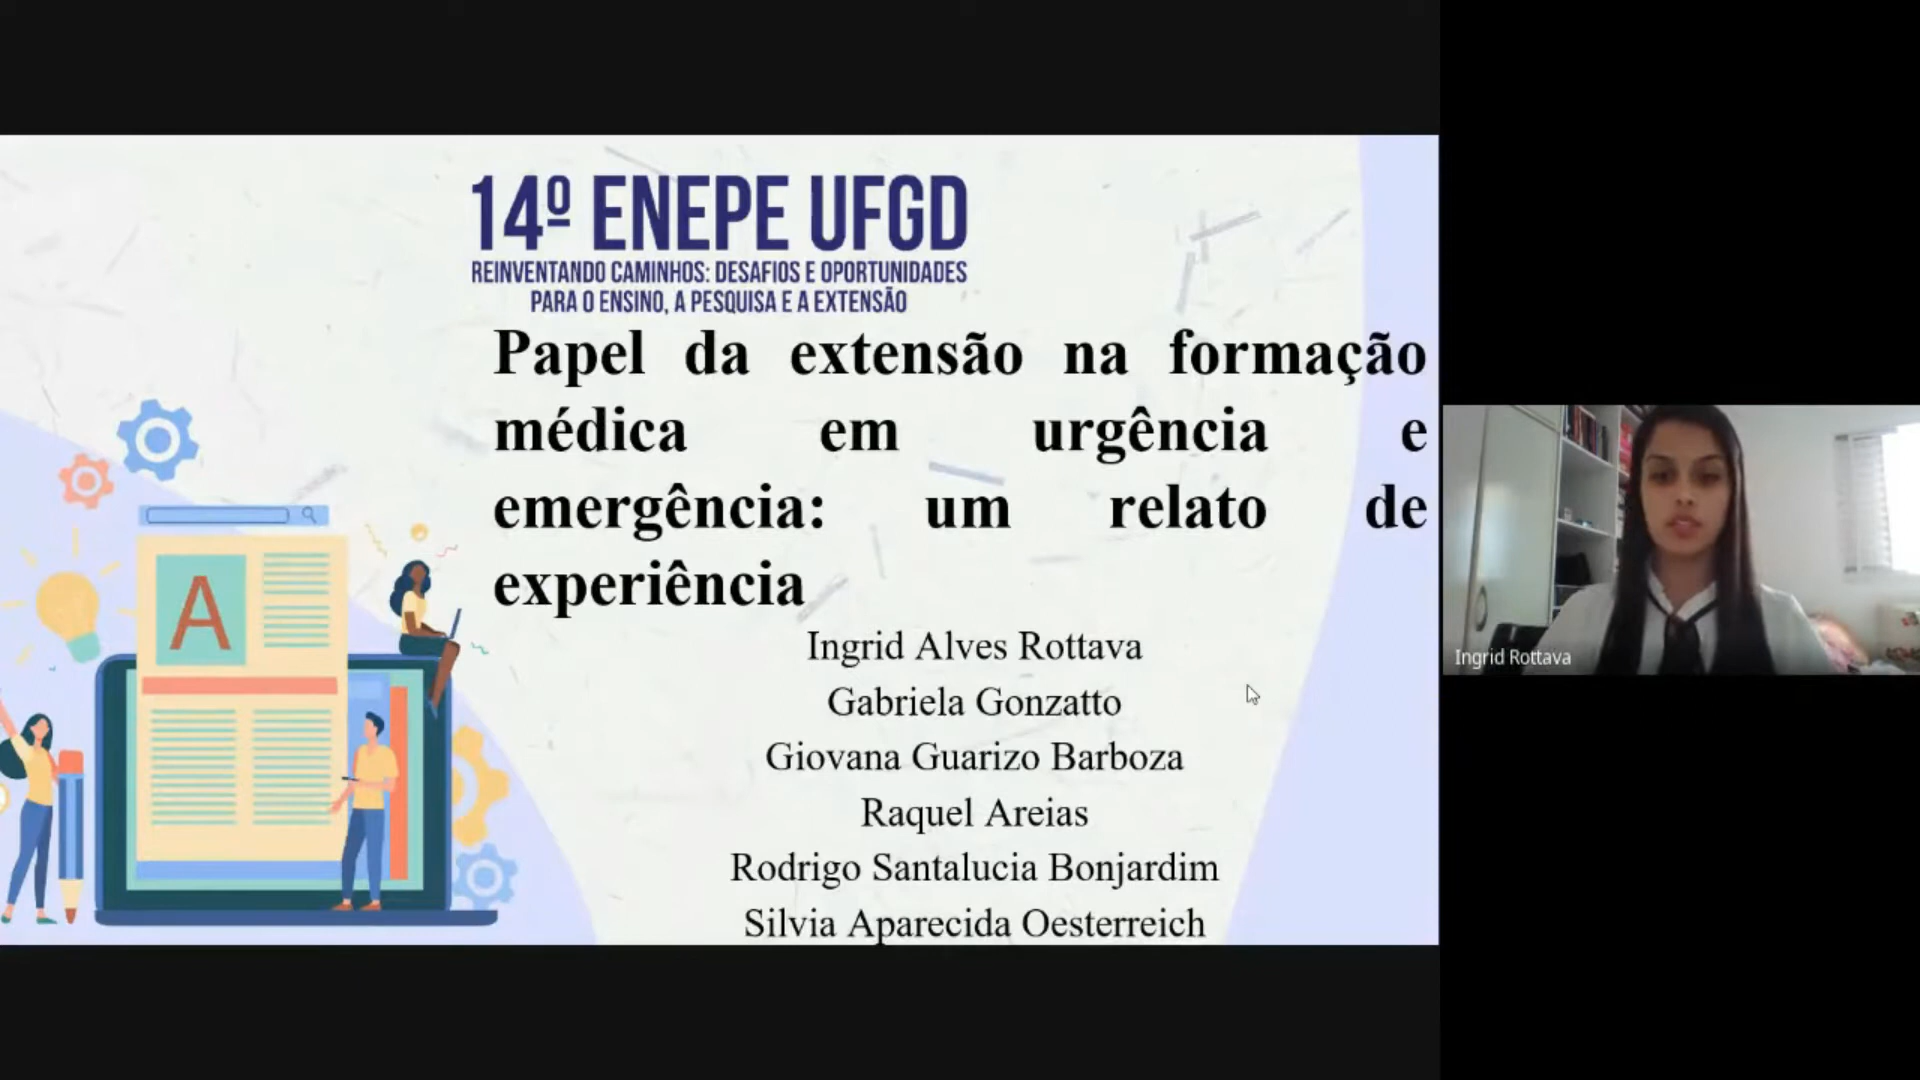 14º ENEPE UFGD
REINVENTANDO CAMINHOS: DESAFIOS E OPORTUNIDADES
PARA O ENSINO, A PESQUISA E A EXTENSÃO
Papel da extensão na formação
médica em urgência e
emergência: um relato de
experiência
Ingrid Alves Rottava
Gabriela Gonzatto
Giovana Guarizo Barboza
Raquel Areias
Rodrigo Santalucia Bonjardim
Silvia Aparecida Oesterreich
A
Ingrid Rottava